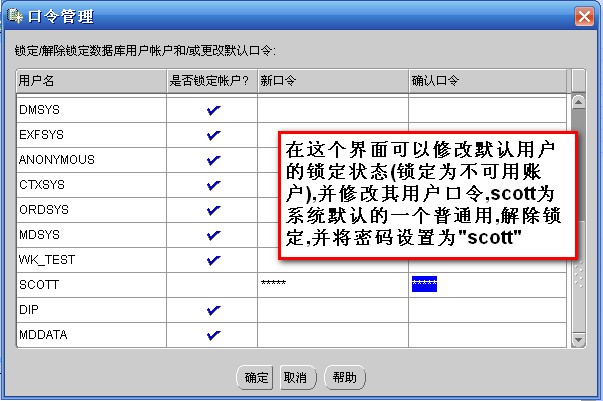 口令管理
锁定/解除锁定数据库用户帐户和/或更改默认口令:
用户名 是否锁定帐户? 新口令 确认口令
DMSYS
EXFSYS
ANONYMOUS
CTXSYS
ORDSYS
MDSYS
WK_TEST
SCOTT ***** *****
DIP
MDDATA
在这个界面可以修改默认用户
的锁定状态(锁定为不可用账
户),并修改其用户口令,scott为
系统默认的一个普通用,解除锁
定,并将密码设置为"scott"
确定 取消 帮助